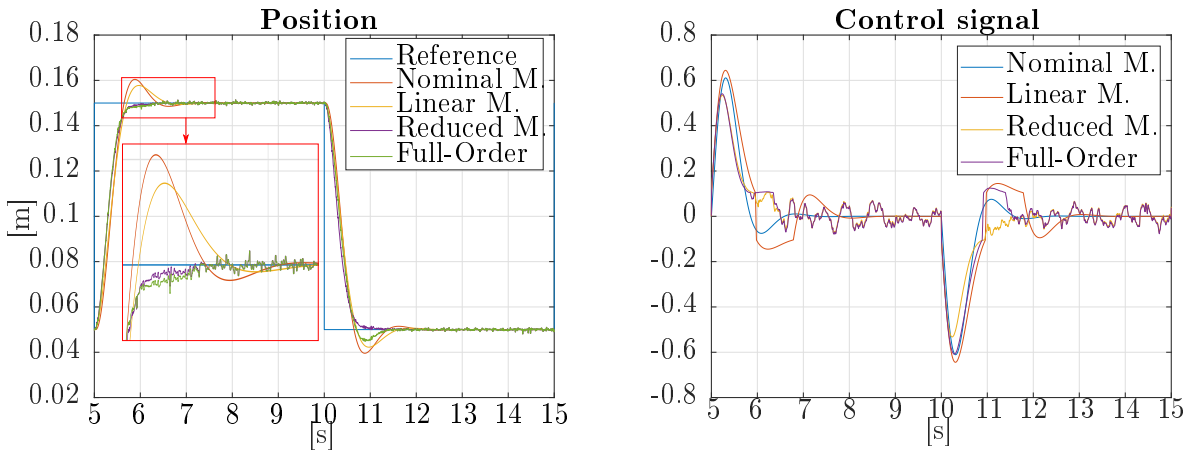 Position
0.18
0.16
0.14
0.12
0.1
0.08
0.06
0.04
0.02
[m]
5 6 7 8 9 10 11 12 13 14 15
[s]
Reference
Nominal M.
Linear M.
Reduced M.
Full-Order
Control signal
0.8
0.6
0.4
0.2
0
-0.2
-0.4
-0.6
-0.8
5 6 7 8 9 10 11 12 13 14 15
[s]
Nominal M.
Linear M.
Reduced M.
Full-Order